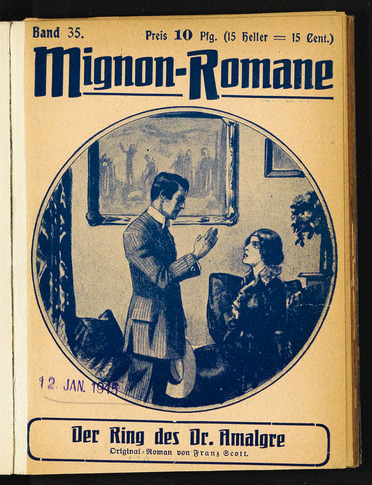 Band 35.
Preis 10 Pfg. (15 Heller = 15 Cent.)
Mignon-Romane
12. JAN. 1915
Der Ring des Dr. Amalgre
Original-Roman von Franz Scott.